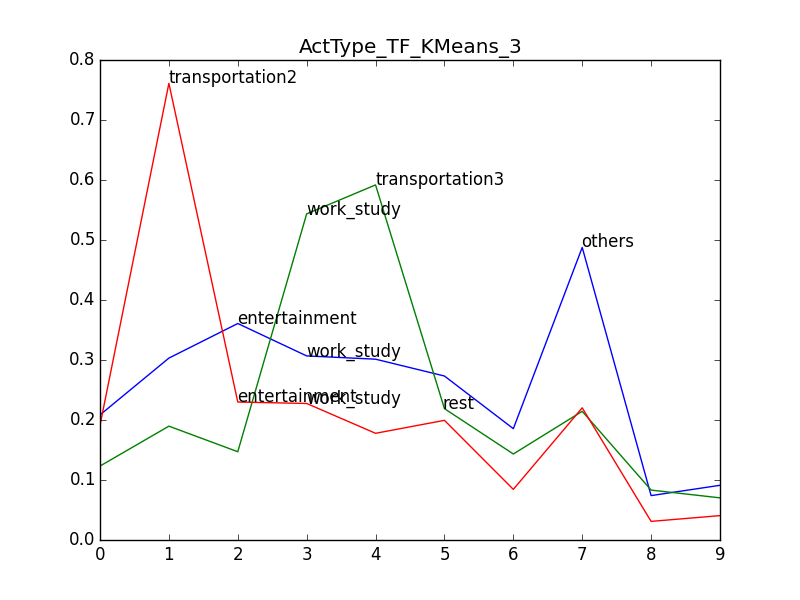 ActType_TF_KMeans_3
0.8
transportation2
0.7
0.6
transportation3
work_study
0.5
others
0.4
entertainment
work_study
0.3
entertainment
work_study
rest
0.2
0.1
0.0
0 1 2 3 4 5 6 7 8 9